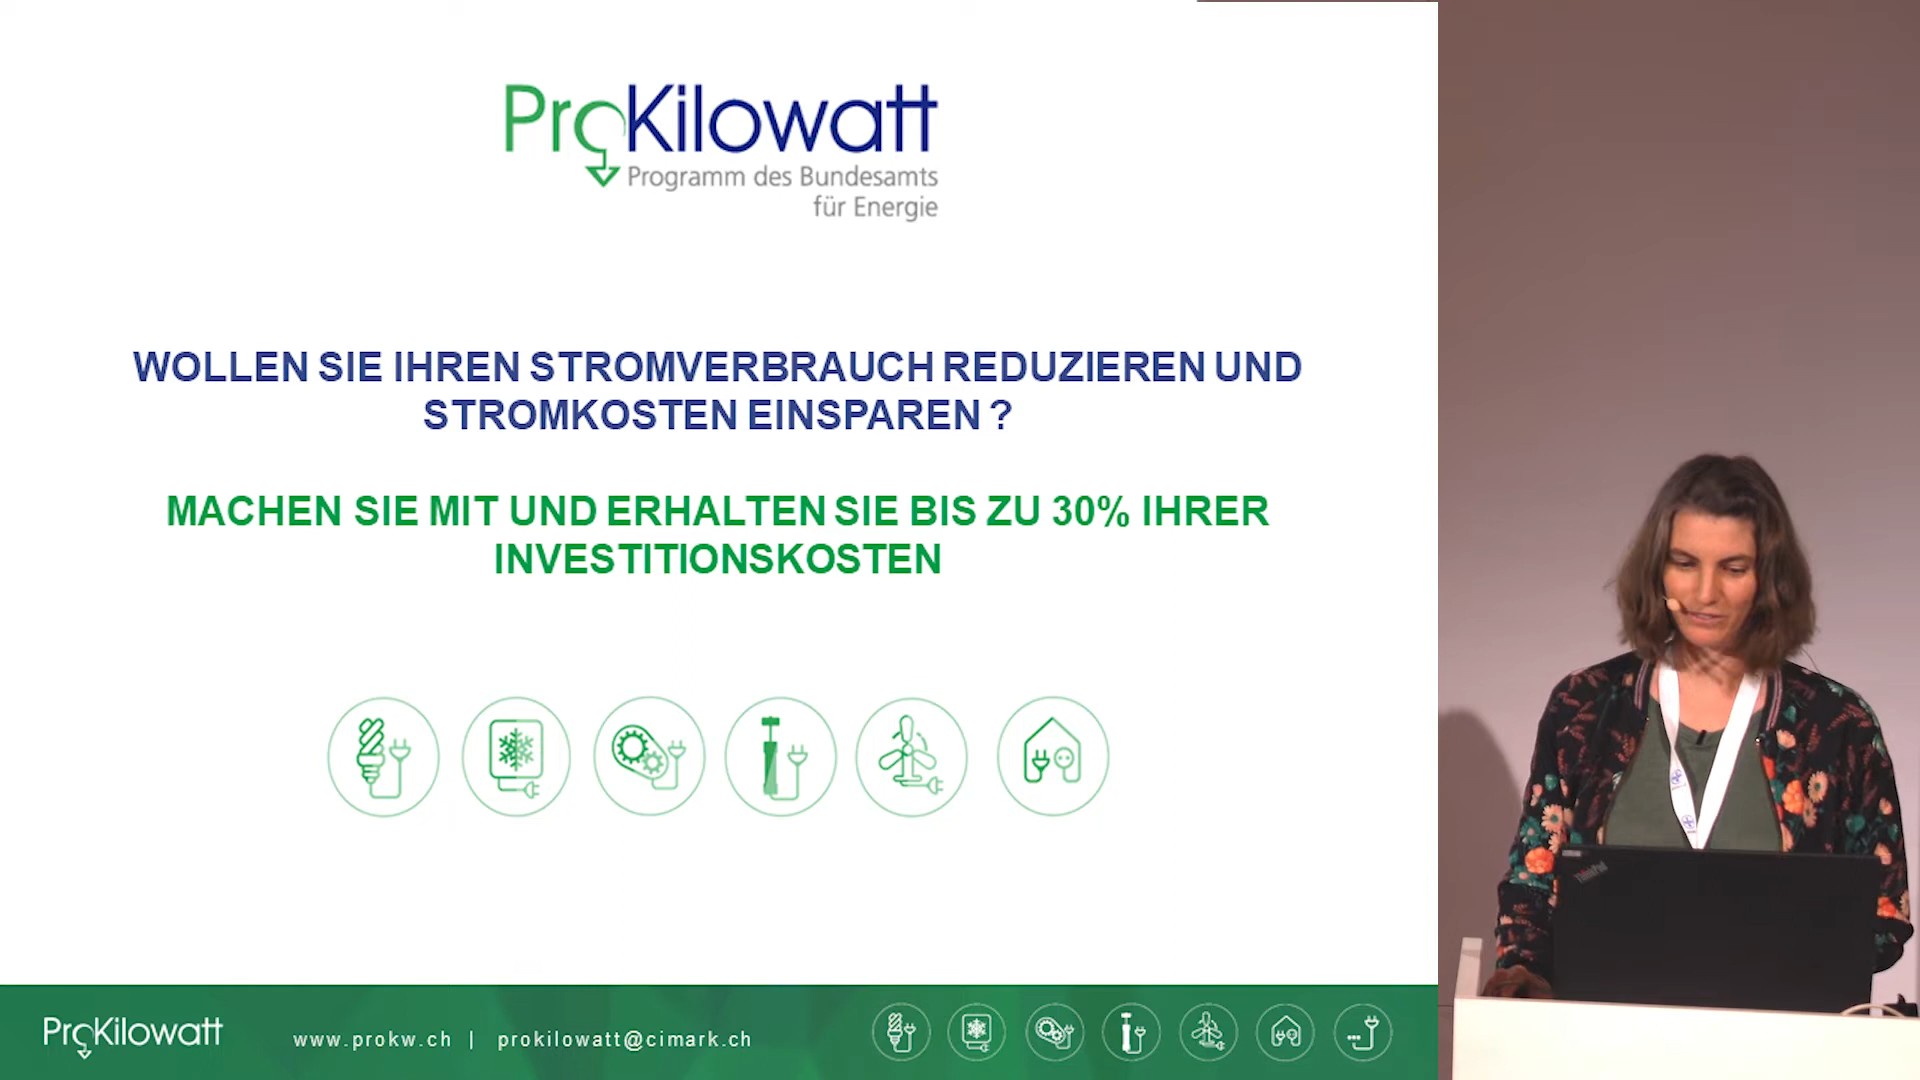 ProKilowatt
Programm des Bundesamts
für Energie
WOLLEN SIE IHREN STROMVERBRAUCH REDUZIEREN UND
STROMKOSTEN EINSPAREN ?
MACHEN SIE MIT UND ERHALTEN SIE BIS ZU 30% IHRER
INVESTITIONSKOSTEN
ThinkPad
ProKilowatt
www.prokw.ch | prokilowatt@cimark.ch